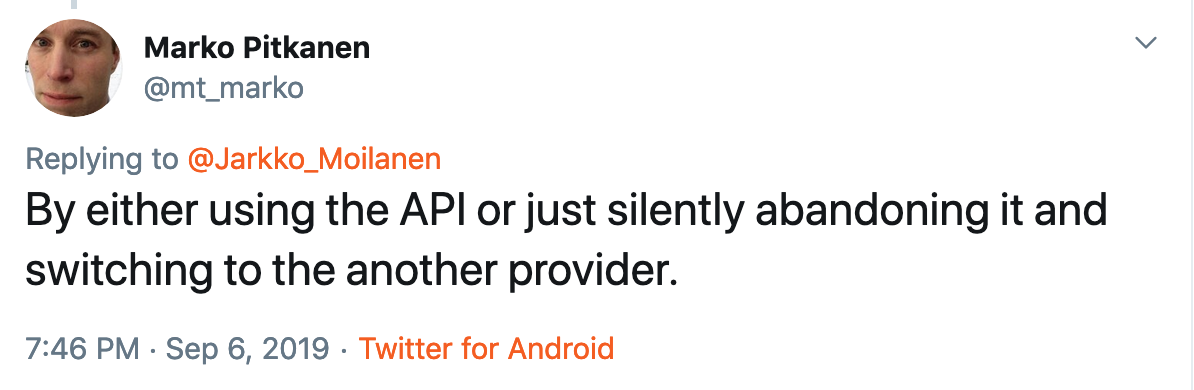 Marko Pitkanen
@mt_marko
Replying to @Jarkko_Moilanen
By either using the API or just silently abandoning it and
switching to the another provider.
7:46 PM · Sep 6, 2019 · Twitter for Android